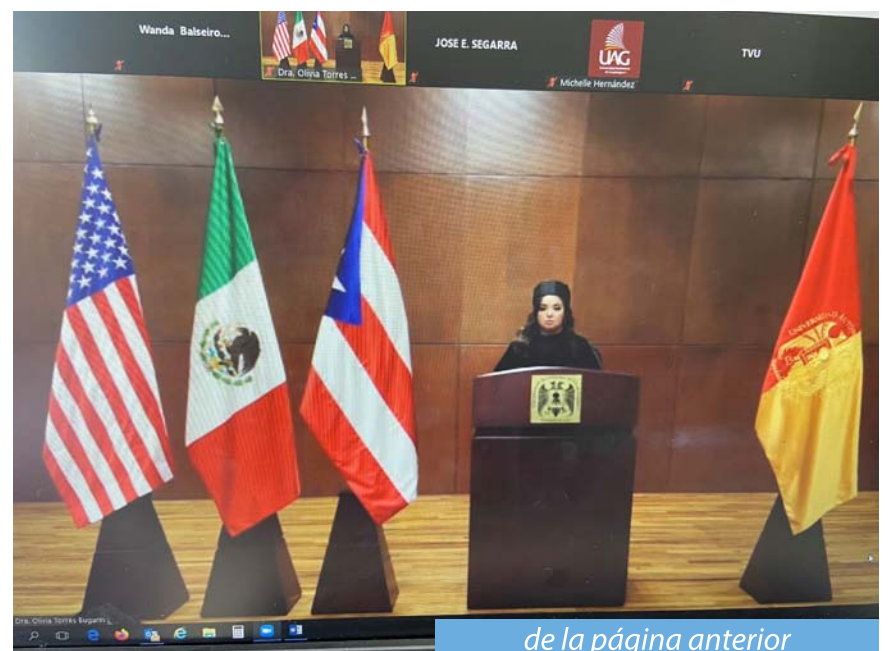 Wanda Balseiro...
Dra. Olivia Torres ...
JOSE E. SEGARRA
UAG
Michelle Hernández
TVU
Dra. Olivia Torres Bugarín
de la página anterior